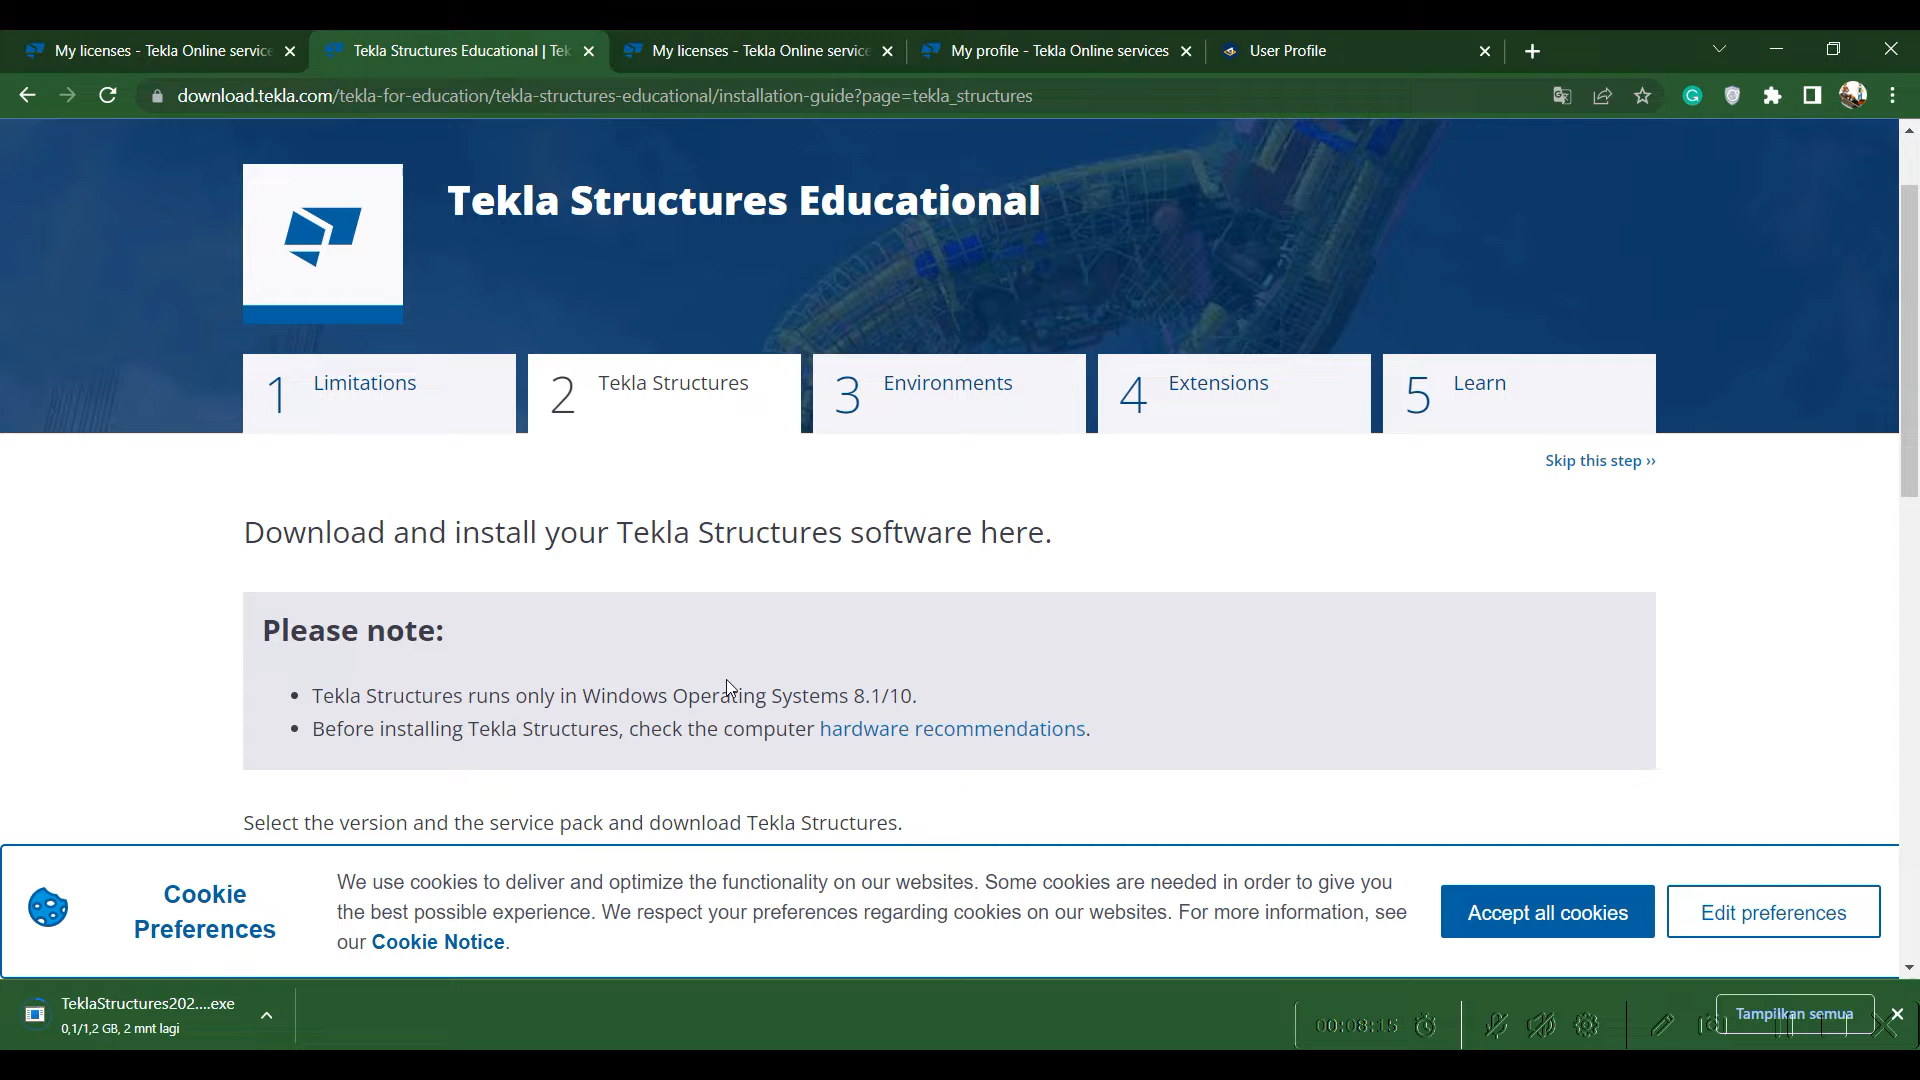 My licenses - Tekla Online service
Tekla Structures Educational | Tek
My licenses - Tekla Online service
My profile - Tekla Online services
User Profile
download.tekla.com/tekla-for-education/tekla-structures-educational/installation-guide?page=tekla_structures
Tekla Structures Educational
1 Limitations
2 Tekla Structures
3 Environments
4 Extensions
5 Learn
Skip this step ››
Download and install your Tekla Structures software here.
Please note:
• Tekla Structures runs only in Windows Operating Systems 8.1/10.
• Before installing Tekla Structures, check the computer hardware recommendations.
Select the version and the service pack and download Tekla Structures.
Cookie
Preferences
We use cookies to deliver and optimize the functionality on our websites. Some cookies are needed in order to give you
the best possible experience. We respect your preferences regarding cookies on our websites. For more information, see
our Cookie Notice.
Accept all cookies
Edit preferences
TeklaStructures202....exe
0,1/1,2 GB, 2 mnt lagi
00:08:15
Tampilkan semua